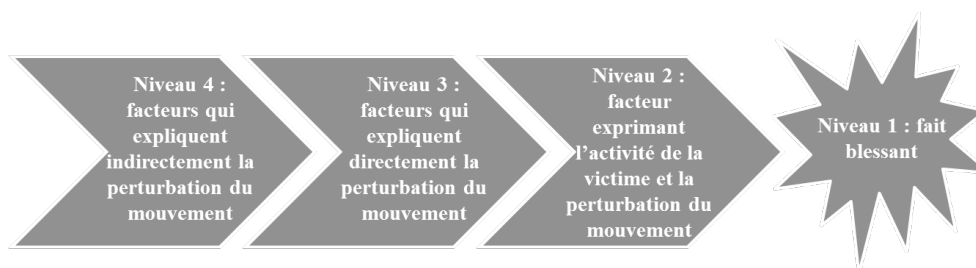 Niveau 4 :
facteurs qui
expliquent
indirectement la
perturbation du
mouvement
Niveau 3 :
facteurs qui
expliquent
directement la
perturbation du
mouvement
Niveau 2 :
facteur
exprimant
l’activité de la
victime et la
perturbation du
mouvement
Niveau 1 : fait
blessant